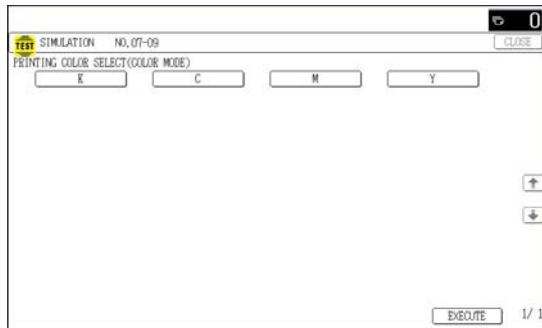 0
TEST SIMULATION NO.07-09 CLOSE
PRINTING COLOR SELECT(COLOR MODE)
K C M Y
EXECUTE 1/ 1